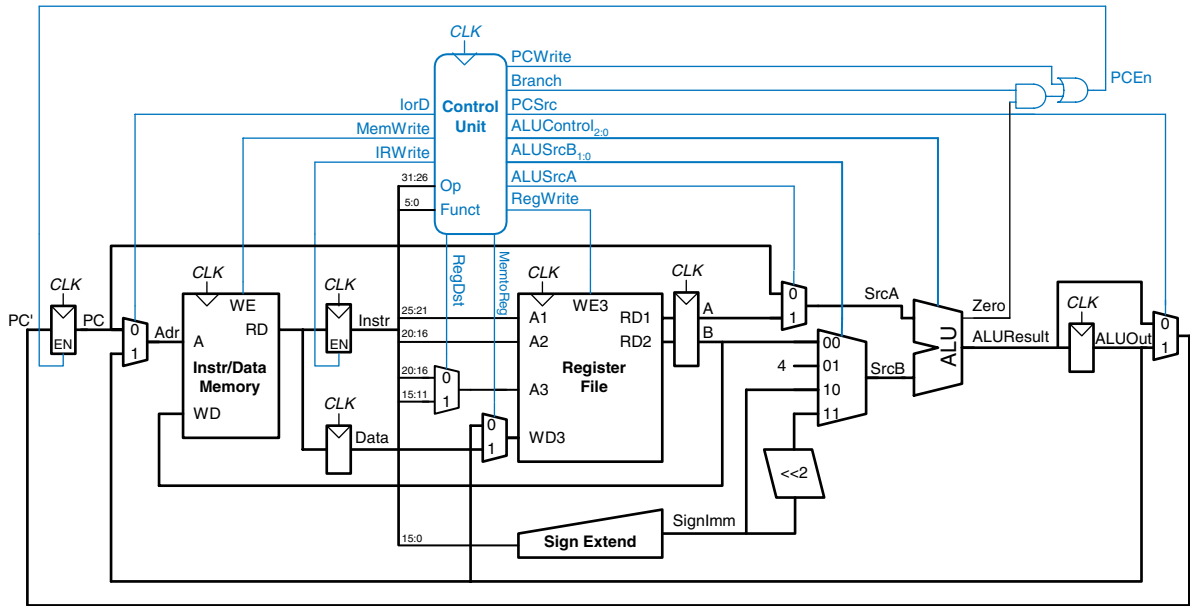 CLK
PCWrite
Branch
PCEn
IorD
Control
Unit
PCSrc
MemWrite
ALUControl2:0
IRWrite
ALUSrcB1:0
31:26
Op
ALUSrcA
5:0
Funct
RegWrite
RegDst
MemtoReg
CLK
CLK
CLK
CLK
CLK
CLK
PC'
PC
EN
0
1
Adr
WE
A
RD
Instr/Data
Memory
WD
EN
Instr
CLK
Data
25:21
20:16
20:16
15:11
0
1
0
1
WE3
A1
RD1
A2
RD2
A3
Register
File
WD3
A
B
0
1
SrcA
00
4
01
10
11
SrcB
<<2
ALU
Zero
ALUResult
ALUOut
0
1
15:0
Sign Extend
SignImm